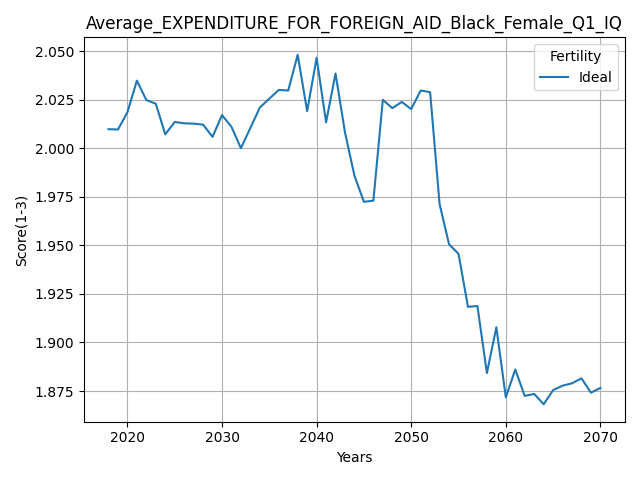 Average_EXPENDITURE_FOR_FOREIGN_AID_Black_Female_Q1_IQ
Fertility
Ideal
Score(1-3)
2.050
2.025
2.000
1.975
1.950
1.925
1.900
1.875
2020 2030 2040 2050 2060 2070
Years